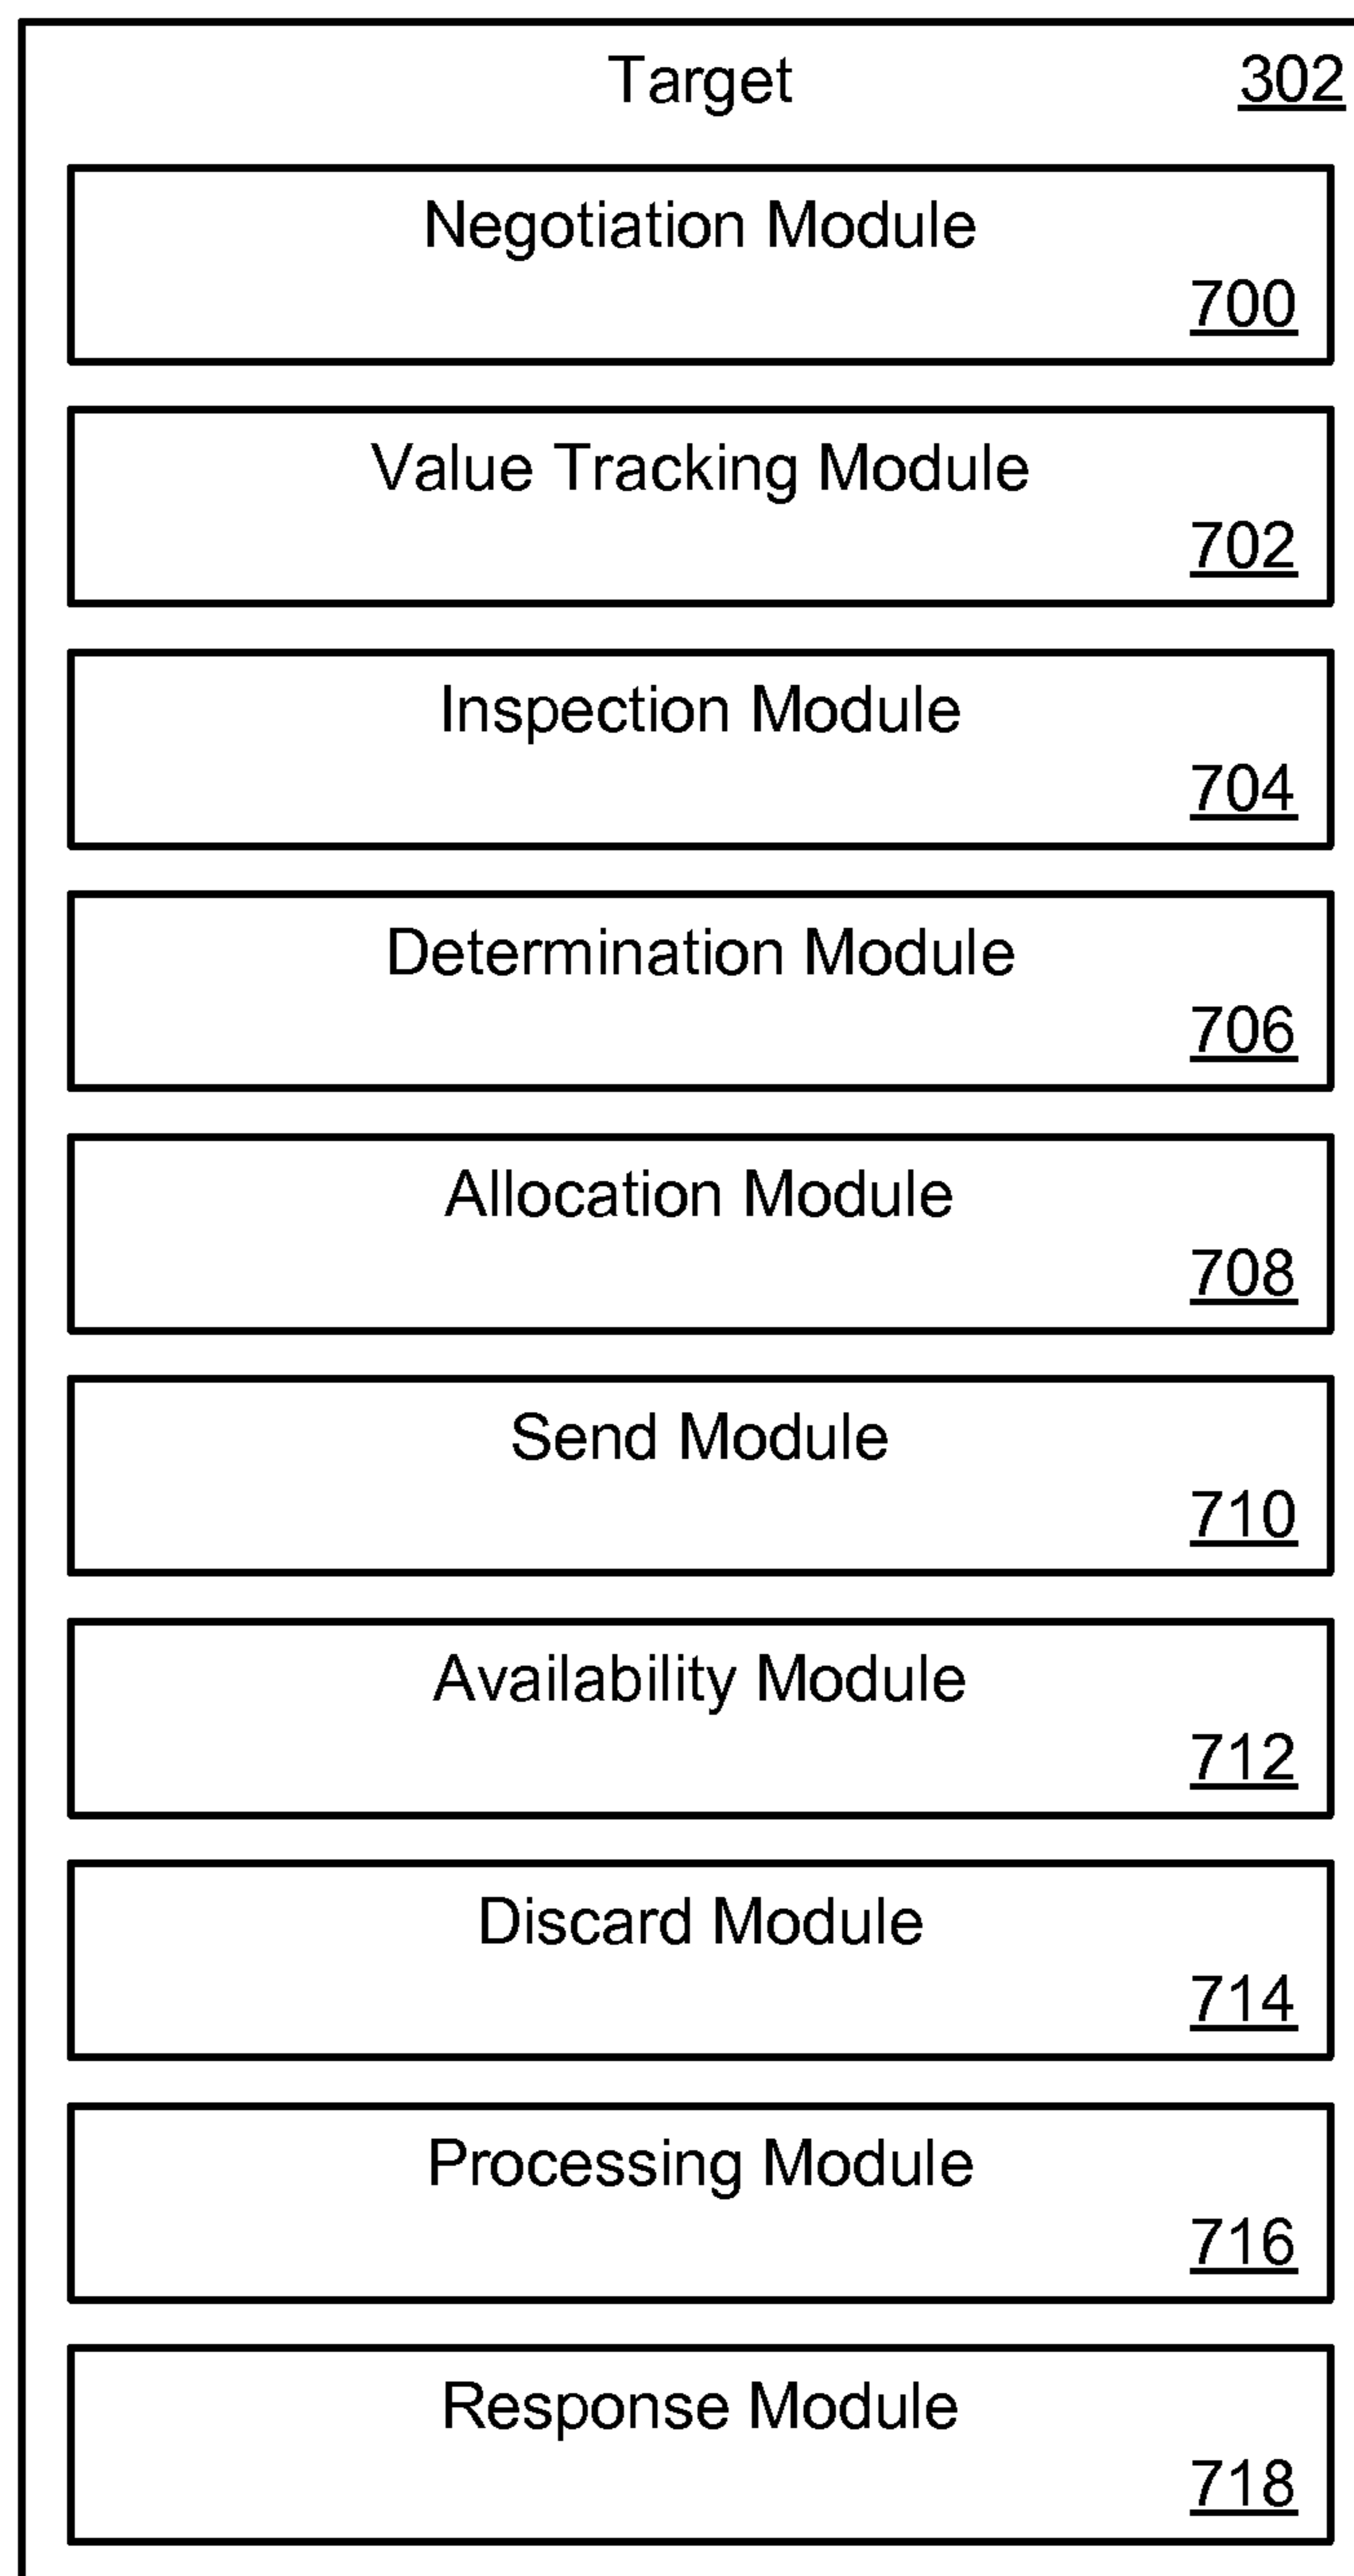 Target 302
Negotiation Module
700
Value Tracking Module
702
Inspection Module
704
Determination Module
706
Allocation Module
708
Send Module
710
Availability Module
712
Discard Module
714
Processing Module
716
Response Module
718